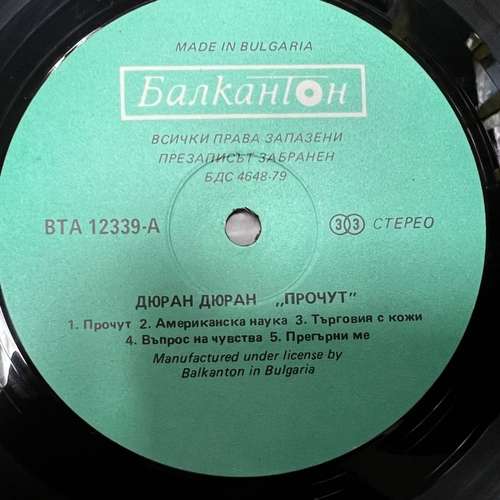 MADE IN BULGARIA
Балкантон
ВСИЧКИ ПРАВА ЗАПАЗЕНИ
ПРЕЗАПИСЪТ ЗАБРАНЕН
БДС 4648-79
ВТА 12339-А
33 СТЕРЕО
ДЮРАН ДЮРАН „ПРОЧУТ"
1. Прочут 2. Американска наука 3. Търговия с кожи
4. Въпрос на чувства 5. Прегърни ме
Manufactured under license by
Balkanton in Bulgaria